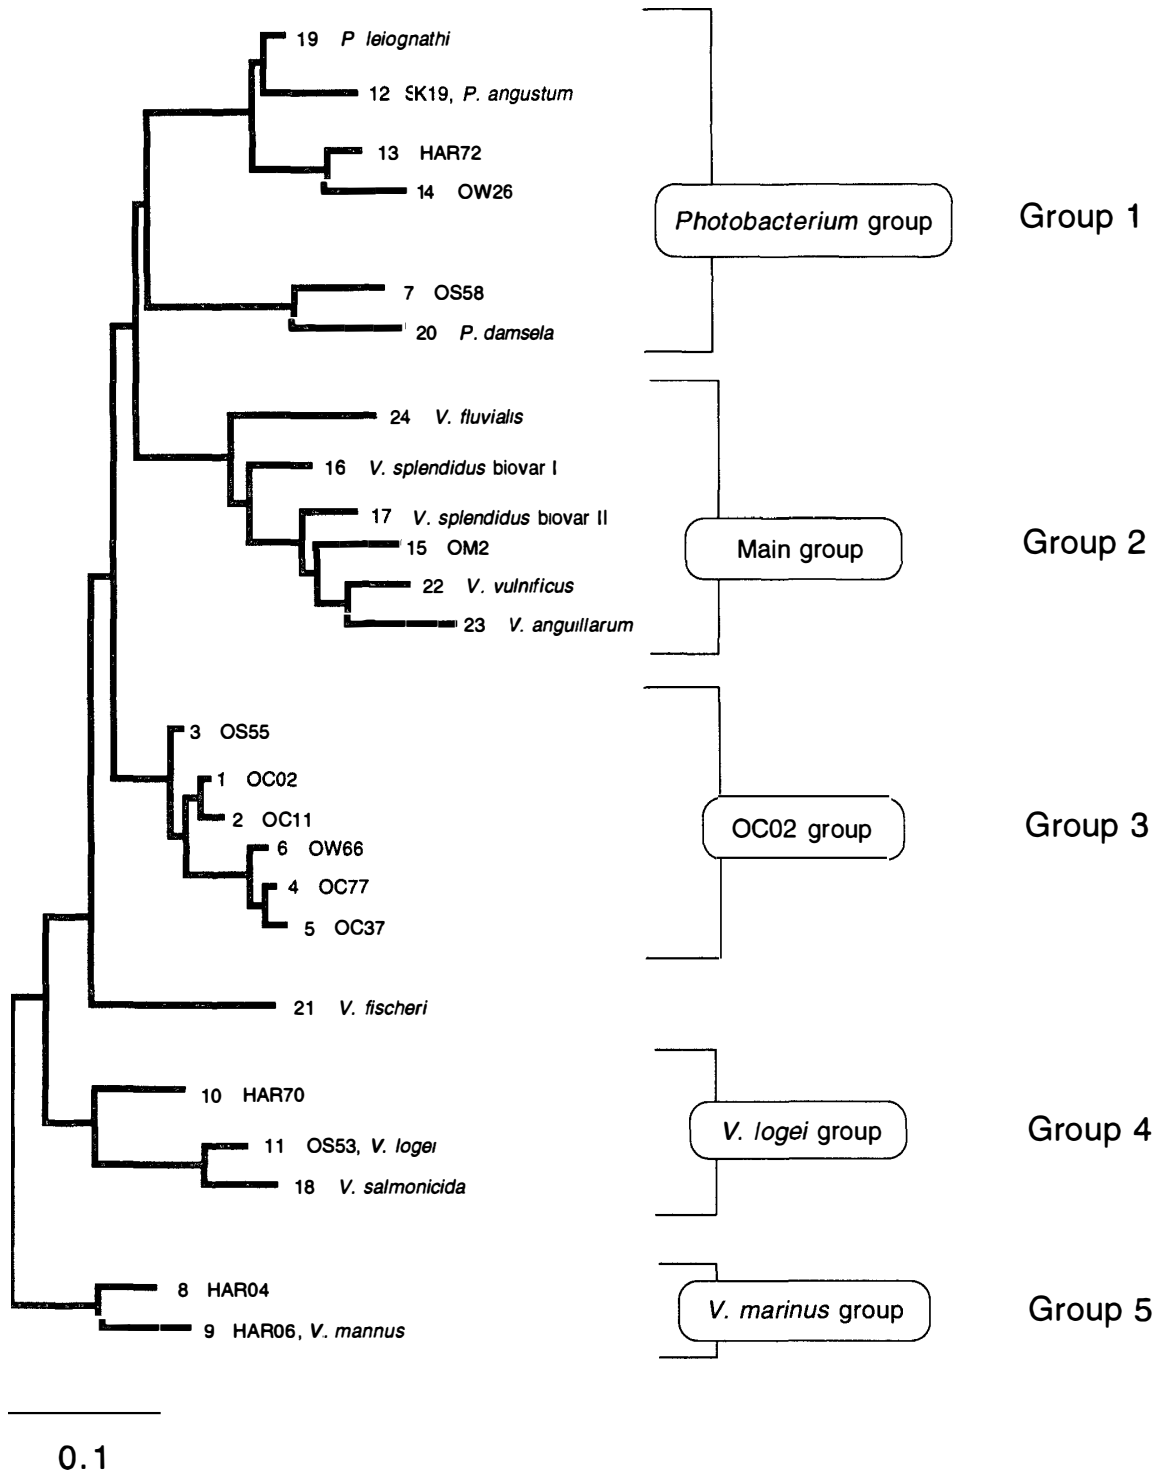 19 P leiognathi
12 SK19, P. angustum
13 HAR72
14 OW26
Photobacterium group
Group 1
7 OS58
20 P. damsela
24 V. fluvialis
16 V. splendidus biovar I
17 V. splendidus biovar II
15 OM2
Main group
Group 2
22 V. vulnificus
23 V. anguillarum
3 OS55
1 OC02
2 OC11
OC02 group
Group 3
6 OW66
4 OC77
5 OC37
21 V. fischeri
10 HAR70
V. logei group
Group 4
11 OS53, V. logei
18 V. salmonicida
8 HAR04
V. marinus group
Group 5
9 HAR06, V. mannus
0.1